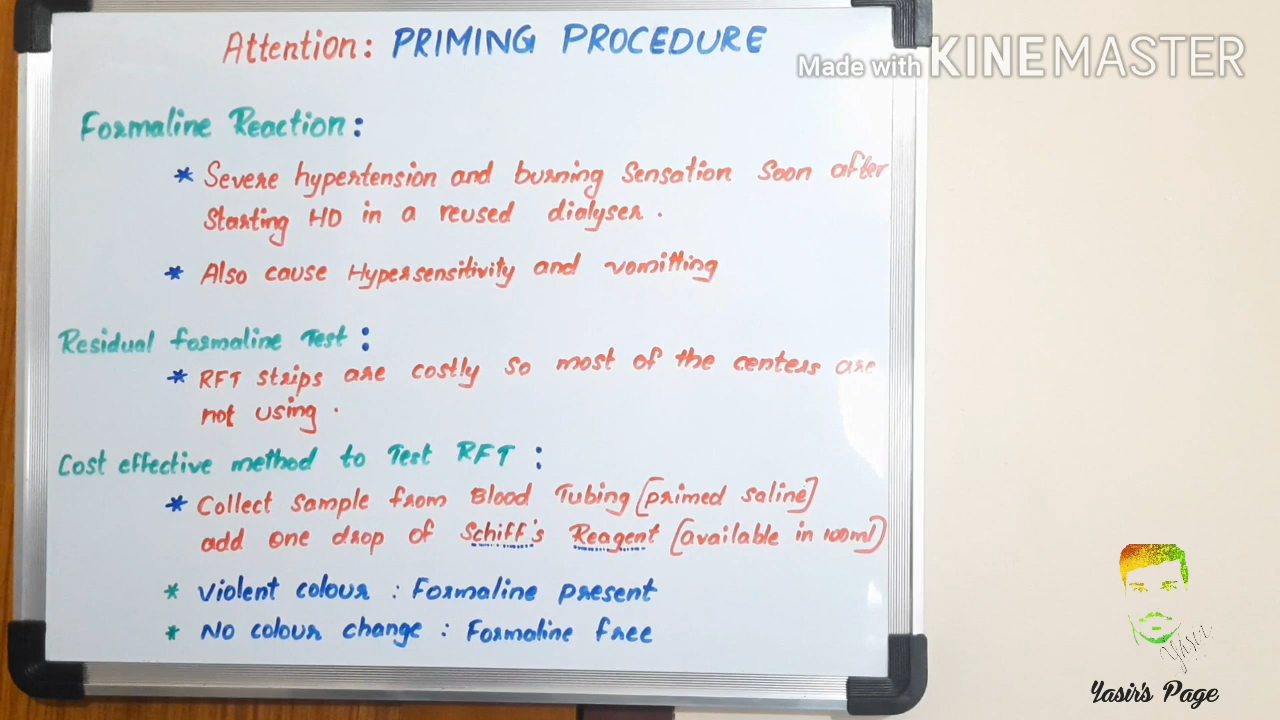 Attention: PRIMING PROCEDURE
Made with KINEMASTER
Formaline Reaction:
* Severe hypertension and burning sensation soon after
starting HD in a reused dialyser.
* Also cause Hypersensitivity and vomitting
Residual formaline Test:
* RFT strips are costly so most of the centers are
not using.
Cost effective method to Test RFT:
* Collect sample from Blood Tubing [primed saline]
add one drop of Schiff's Reagent [available in 100ml]
* Violent colour : Formaline present
* No colour change : Formaline free
Yasir
Yasir's Page